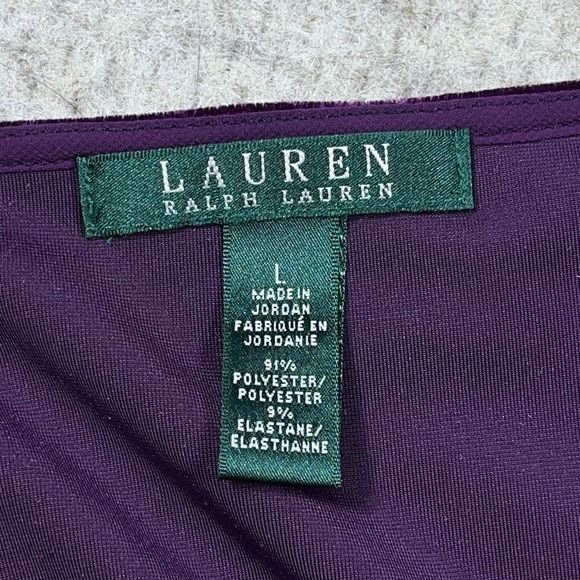 LAUREN
RALPH LAUREN
L
MADE IN
JORDAN
FABRIQUÉ EN
JORDANIE
91%
POLYESTER/
POLYESTER
9%
ELASTANE/
ELASTHANNE